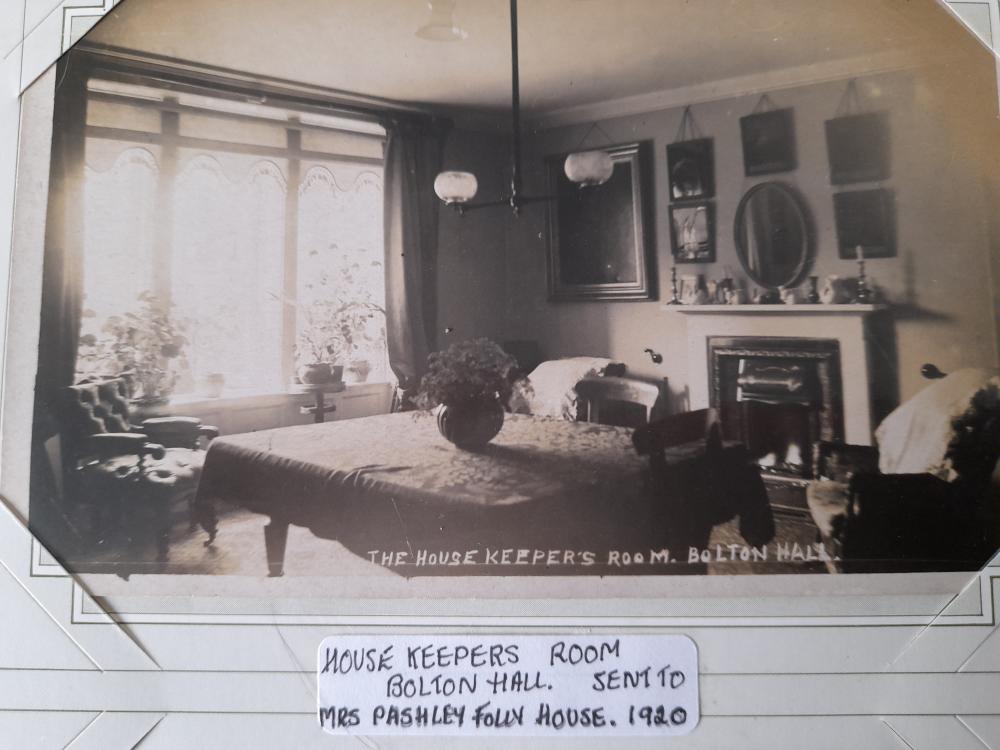 THE HOUSE KEEPER'S ROOM. BOLTON HALL.
HOUSE KEEPERS ROOM
BOLTON HALL. SENT TO
MRS PASHLEY FOLLY HOUSE. 1920